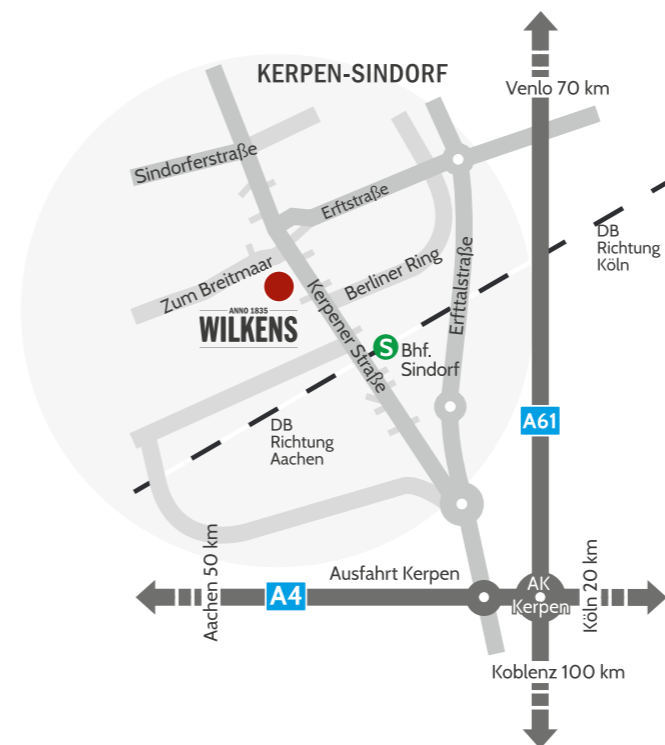 KERPEN-SINDORF
Venlo 70 km
Sindorferstraße
Erftstraße
DB
Richtung
Köln
Zum Breitmaar
Berliner Ring
Erfttalstraße
Kerpener Straße
ANNO 1835
WILKENS
S
Bhf.
Sindorf
DB
Richtung
Aachen
A61
Aachen 50 km
A4
Ausfahrt Kerpen
AK
Kerpen
Köln 20 km
Koblenz 100 km